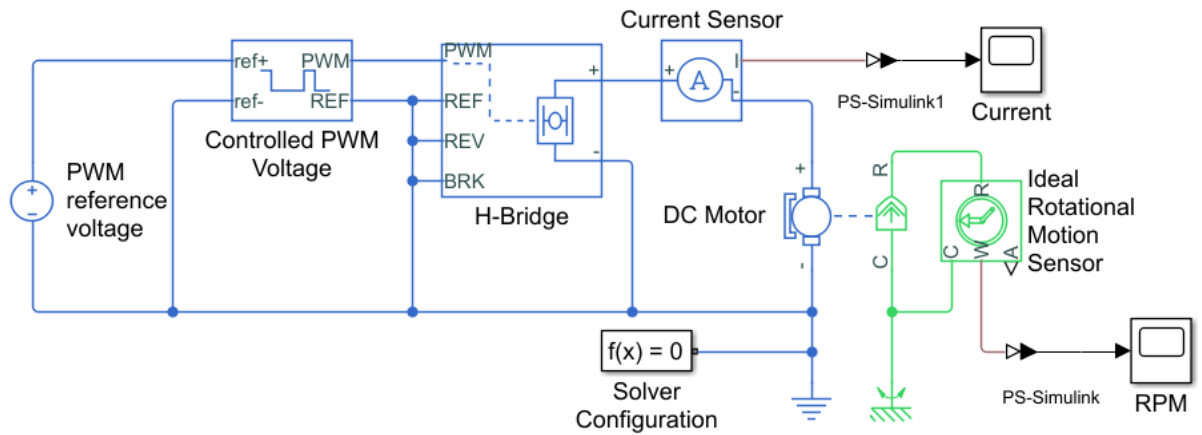 Current Sensor
ref+ PWM
ref- REF
Controlled PWM
Voltage
PWM
REF
REV
BRK
+
-
H-Bridge
+ A I
-
PS-Simulink1
Current
PWM
reference
voltage
+
−
DC Motor
+
-
R
C
R
C W A
Ideal
Rotational
Motion
Sensor
f(x) = 0
Solver
Configuration
PS-Simulink
RPM